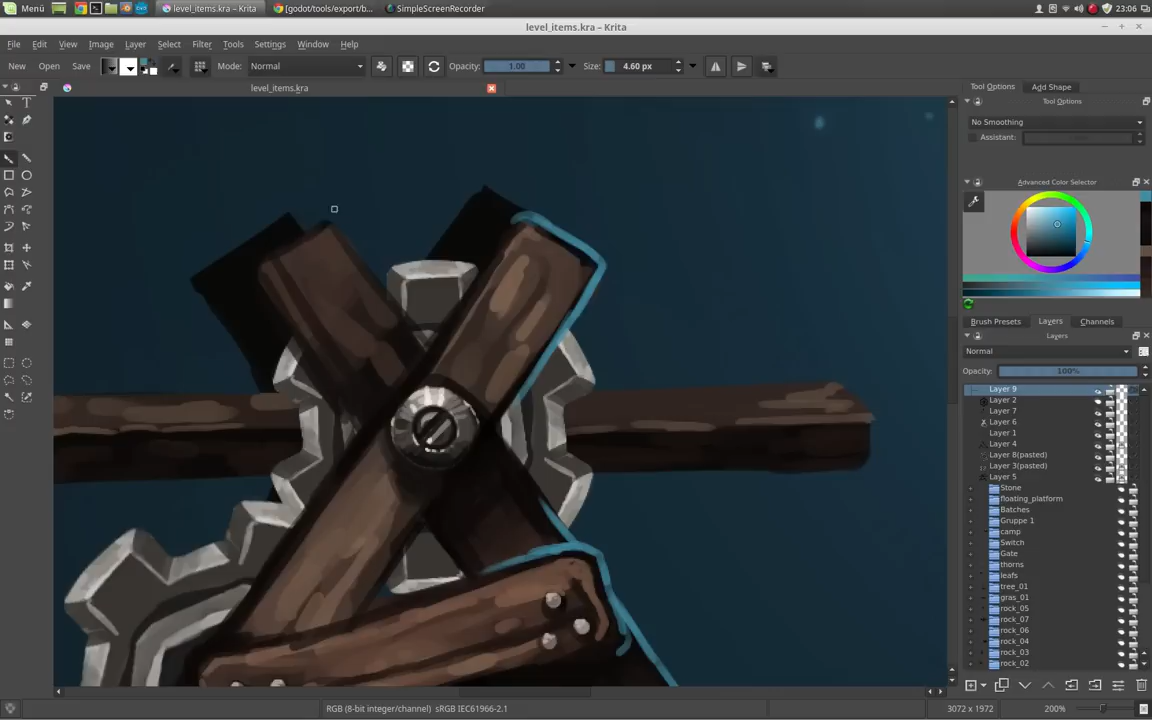 Menü
level_items.kra – Krita
[godot/tools/export/b...
SimpleScreenRecorder
23:06
level_items.kra – Krita
File Edit View Image Layer Select Filter Tools Settings Window Help
New Open Save Mode: Normal Opacity: 1.00 Size: 4.60 px
level_items.kra
Tool Options Add Shape
Tool Options
No Smoothing
Assistant:
Advanced Color Selector
Brush Presets Layers Channels
Layers
Normal
Opacity: 100%
Layer 9
Layer 2
Layer 7
Layer 6
Layer 1
Layer 4
Layer 8(pasted)
Layer 3(pasted)
Layer 5
Stone
floating_platform
Batches
Gruppe 1
camp
Switch
Gate
thorns
leafs
tree_01
gras_01
rock_05
rock_07
rock_06
rock_04
rock_03
rock_02
RGB (8-bit integer/channel) sRGB IEC61966-2.1
3072 x 1972
200%